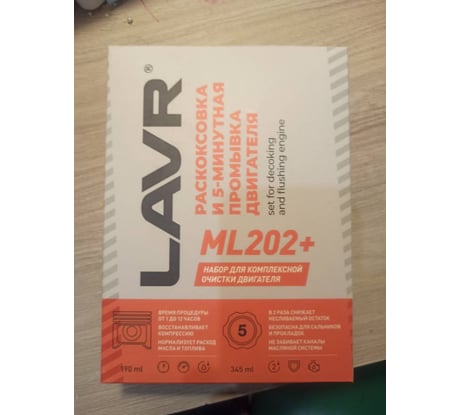 LAVR®
РАСКОКСОВКА
И 5-МИНУТНАЯ
ПРОМЫВКА
ДВИГАТЕЛЯ
set for decoking
and flushing engine
ML202+
НАБОР ДЛЯ КОМПЛЕКСНОЙ
ОЧИСТКИ ДВИГАТЕЛЯ
ВРЕМЯ ПРОЦЕДУРЫ
ОТ 1 ДО 12 ЧАСОВ
ВОССТАНАВЛИВАЕТ
КОМПРЕССИЮ
НОРМАЛИЗУЕТ РАСХОД
МАСЛА И ТОПЛИВА
5
В 2 РАЗА СНИЖАЕТ
НЕСЛИВАЕМЫЙ ОСТАТОК
БЕЗОПАСНА ДЛЯ САЛЬНИКОВ
И ПРОКЛАДОК
НЕ ЗАБИВАЕТ КАНАЛЫ
МАСЛЯНОЙ СИСТЕМЫ
190 ml
345 ml